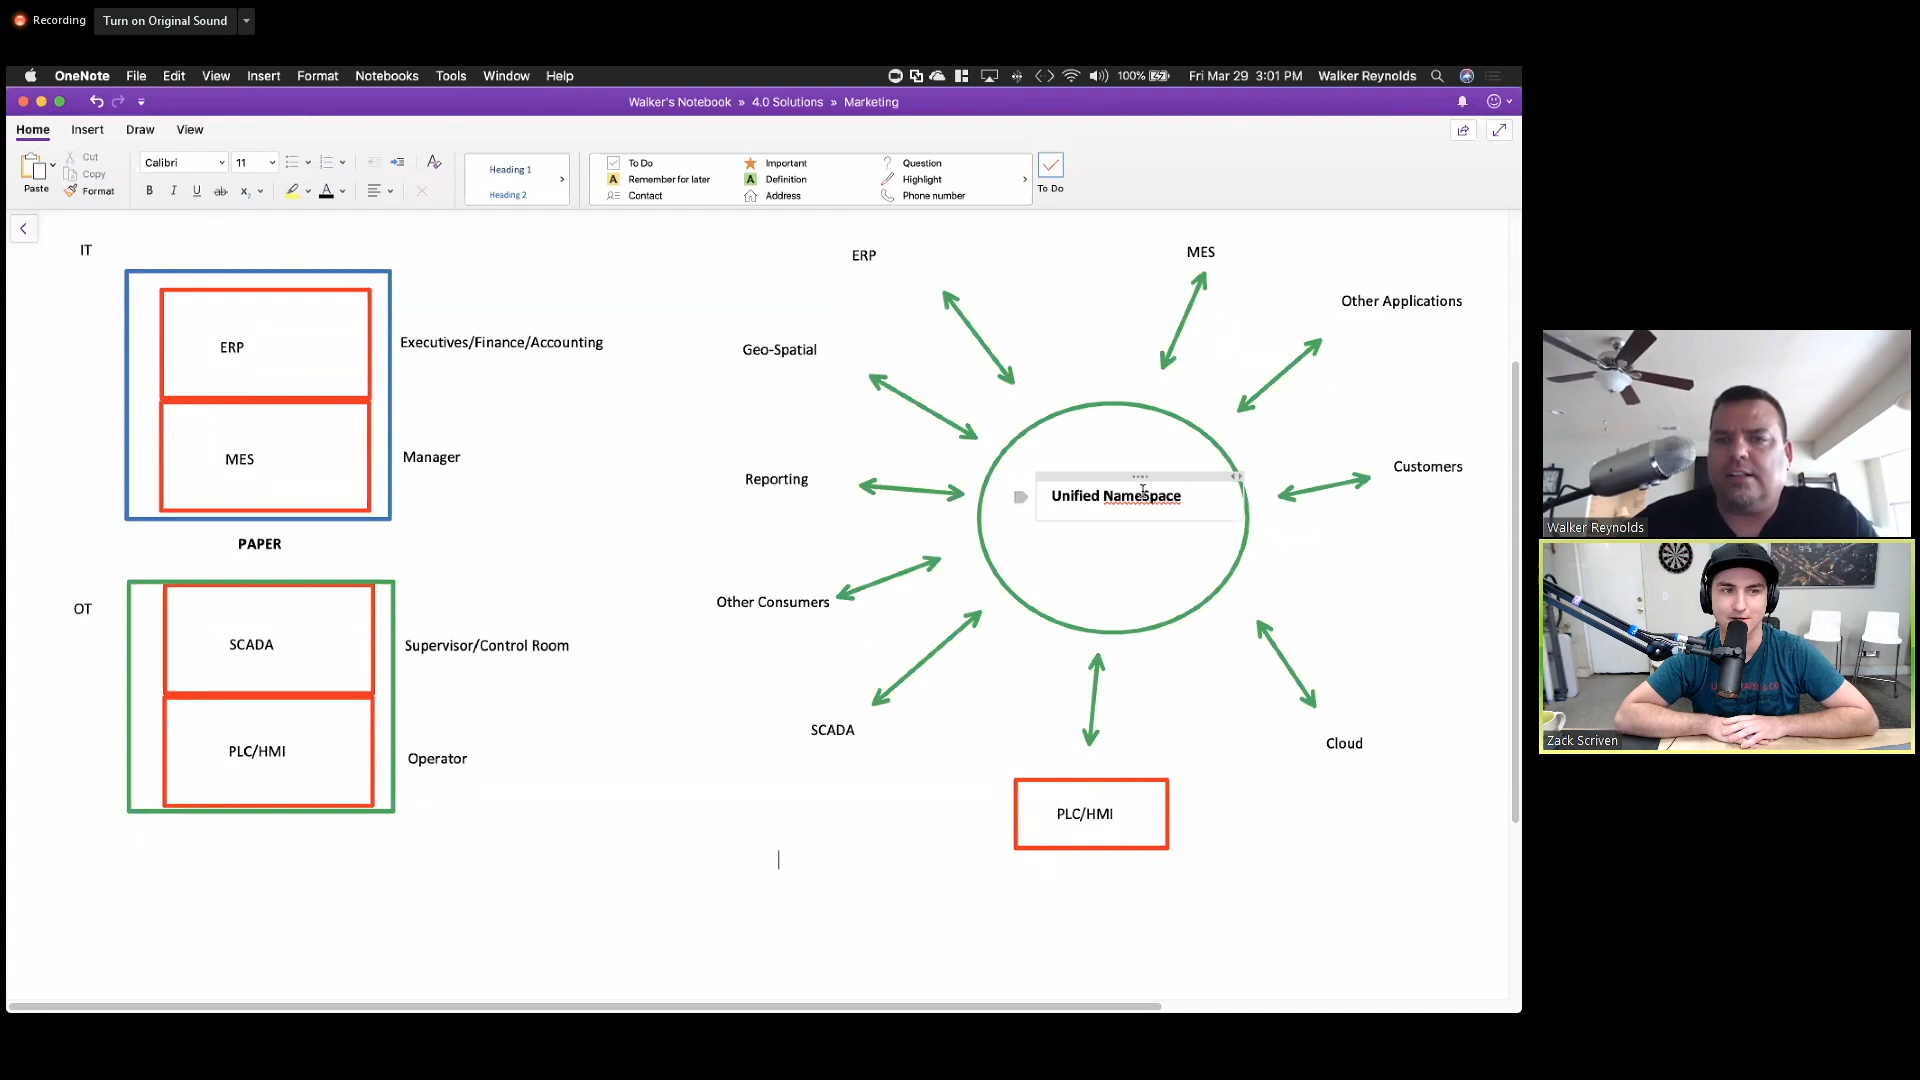 Recording
Turn on Original Sound
OneNote File Edit View Insert Format Notebooks Tools Window Help
100%
Fri Mar 29 3:01 PM
Walker Reynolds
Walker's Notebook » 4.0 Solutions » Marketing
Home Insert Draw View
Paste
Cut
Copy
Format
Calibri
11
B I U ab x
A
Heading 1
Heading 2
To Do
Important
Question
Remember for later
Definition
Highlight
Contact
Address
Phone number
To Do
IT
ERP
Executives/Finance/Accounting
MES
Manager
PAPER
OT
SCADA
Supervisor/Control Room
PLC/HMI
Operator
ERP
MES
Other Applications
Geo-Spatial
Customers
Reporting
Unified Namespace
Other Consumers
SCADA
Cloud
PLC/HMI
Walker Reynolds
Zack Scriven